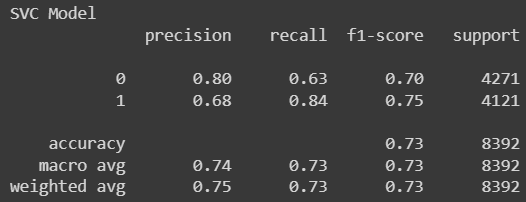 SVC Model
precision recall f1-score support
0 0.80 0.63 0.70 4271
1 0.68 0.84 0.75 4121
accuracy 0.73 8392
macro avg 0.74 0.73 0.73 8392
weighted avg 0.75 0.73 0.73 8392